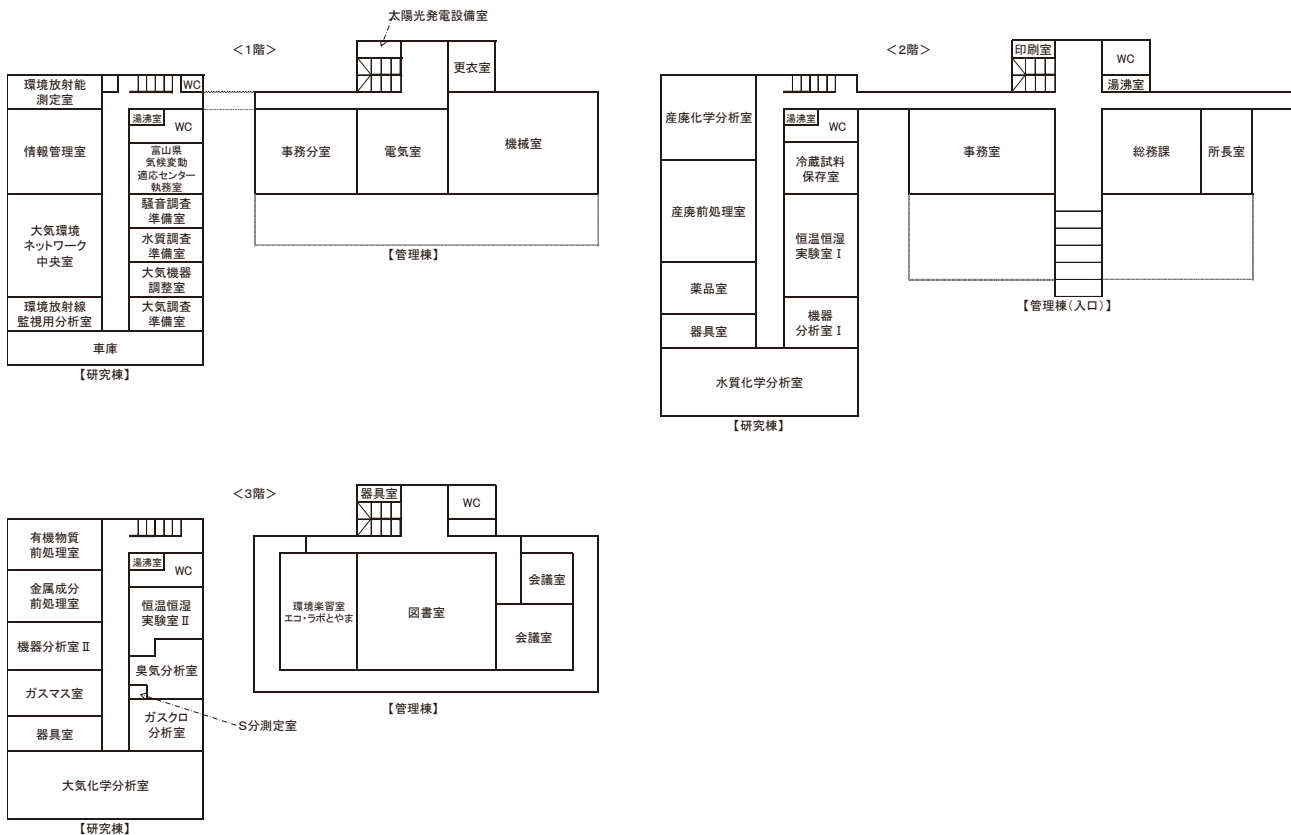 太陽光発電設備室
＜1階＞
更衣室
環境放射能
測定室
WC
湯沸室
WC
情報管理室
富山県
気候変動
適応センター
執務室
事務分室
電気室
機械室
騒音調査
準備室
大気環境
ネットワーク
中央室
水質調査
準備室
大気機器
調整室
環境放射線
監視用分析室
大気調査
準備室
車庫
【研究棟】
【管理棟】
＜2階＞
印刷室
WC
湯沸室
産廃化学分析室
湯沸室
WC
冷蔵試料
保存室
事務室
総務課
所長室
産廃前処理室
恒温恒湿
実験室Ⅰ
薬品室
器具室
機器
分析室Ⅰ
水質化学分析室
【研究棟】
【管理棟（入口）】
＜3階＞
器具室
WC
有機物質
前処理室
湯沸室
WC
金属成分
前処理室
恒温恒湿
実験室Ⅱ
機器分析室Ⅱ
臭気分析室
ガスマス室
ガスクロ
分析室
S分測定室
器具室
大気化学分析室
【研究棟】
環境楽習室
エコ・ラボとやま
図書室
会議室
会議室
【管理棟】